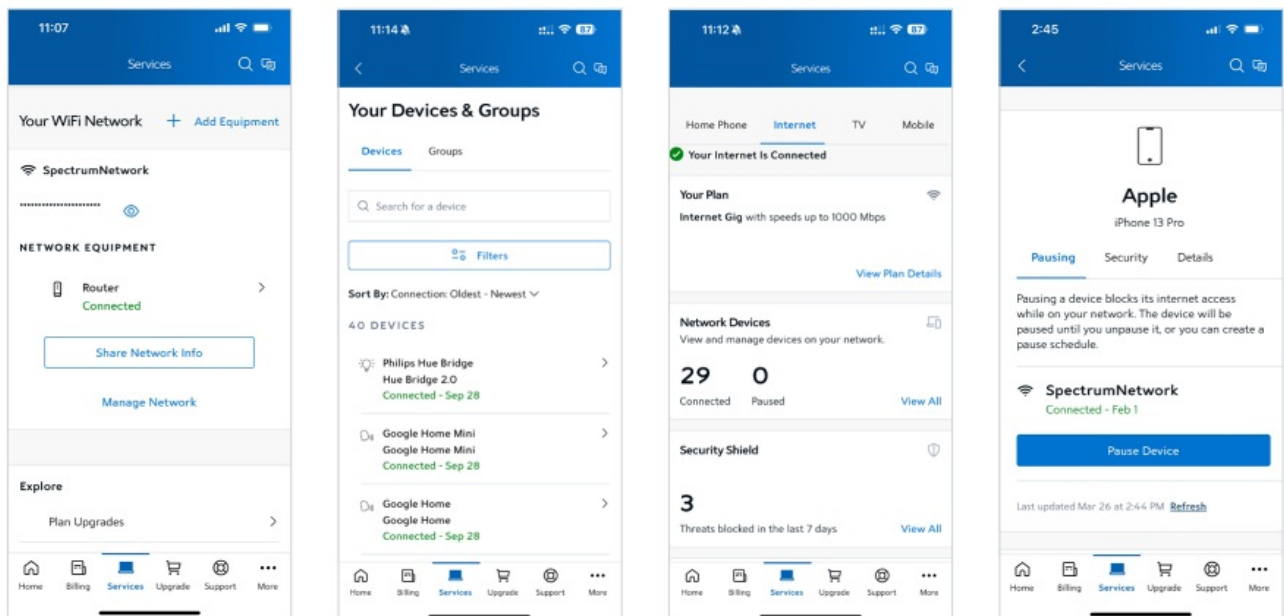 11:07
Services
Your WiFi Network
+ Add Equipment
SpectrumNetwork
NETWORK EQUIPMENT
Router
Connected
Share Network Info
Manage Network
Explore
Plan Upgrades
Home
Billing
Services
Upgrade
Support
More
11:14
87
Services
Your Devices & Groups
Devices
Groups
Search for a device
Filters
Sort By: Connection: Oldest - Newest
40 DEVICES
Philips Hue Bridge
Hue Bridge 2.0
Connected - Sep 28
Google Home Mini
Google Home Mini
Connected - Sep 28
Google Home
Google Home
Connected - Sep 28
Home
Billing
Services
Upgrade
Support
More
11:12
87
Services
Home Phone
Internet
TV
Mobile
Your Internet Is Connected
Your Plan
Internet Gig with speeds up to 1000 Mbps
View Plan Details
Network Devices
View and manage devices on your network.
29
0
Connected
Paused
View All
Security Shield
3
Threats blocked in the last 7 days
View All
Home
Billing
Services
Upgrade
Support
More
2:45
Services
Apple
iPhone 13 Pro
Pausing
Security
Details
Pausing a device blocks its internet access
while on your network. The device will be
paused until you unpause it, or you can create a
pause schedule.
SpectrumNetwork
Connected - Feb 1
Pause Device
Last updated Mar 26 at 2:44 PM Refresh
Home
Billing
Services
Upgrade
Support
More